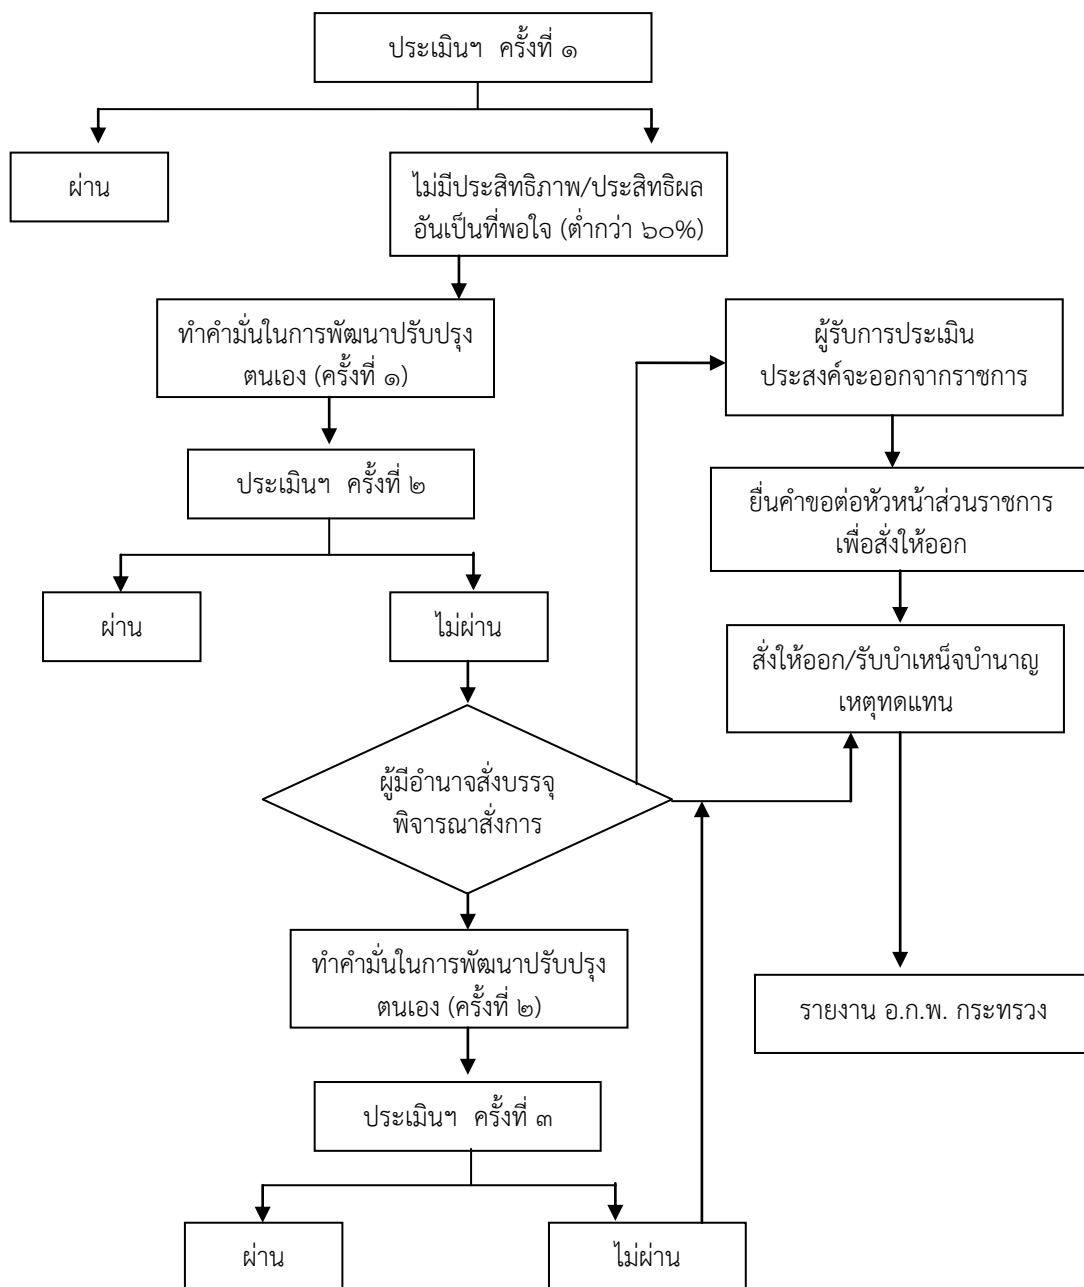 ประเมินฯ ครั้งที่ ๑
ผ่าน
ไม่มีประสิทธิภาพ/ประสิทธิผล
อันเป็นที่พอใจ (ต่ำกว่า ๖๐%)
ทำคำมั่นในการพัฒนาปรับปรุง
ตนเอง (ครั้งที่ ๑)
ผู้รับการประเมิน
ประสงค์จะออกจากราชการ
ประเมินฯ ครั้งที่ ๒
ยื่นคำขอต่อหัวหน้าส่วนราชการ
เพื่อสั่งให้ออก
ผ่าน
ไม่ผ่าน
สั่งให้ออก/รับบำเหน็จบำนาญ
เหตุทดแทน
ผู้มีอำนาจสั่งบรรจุ
พิจารณาสั่งการ
ทำคำมั่นในการพัฒนาปรับปรุง
ตนเอง (ครั้งที่ ๒)
รายงาน อ.ก.พ. กระทรวง
ประเมินฯ ครั้งที่ ๓
ผ่าน
ไม่ผ่าน